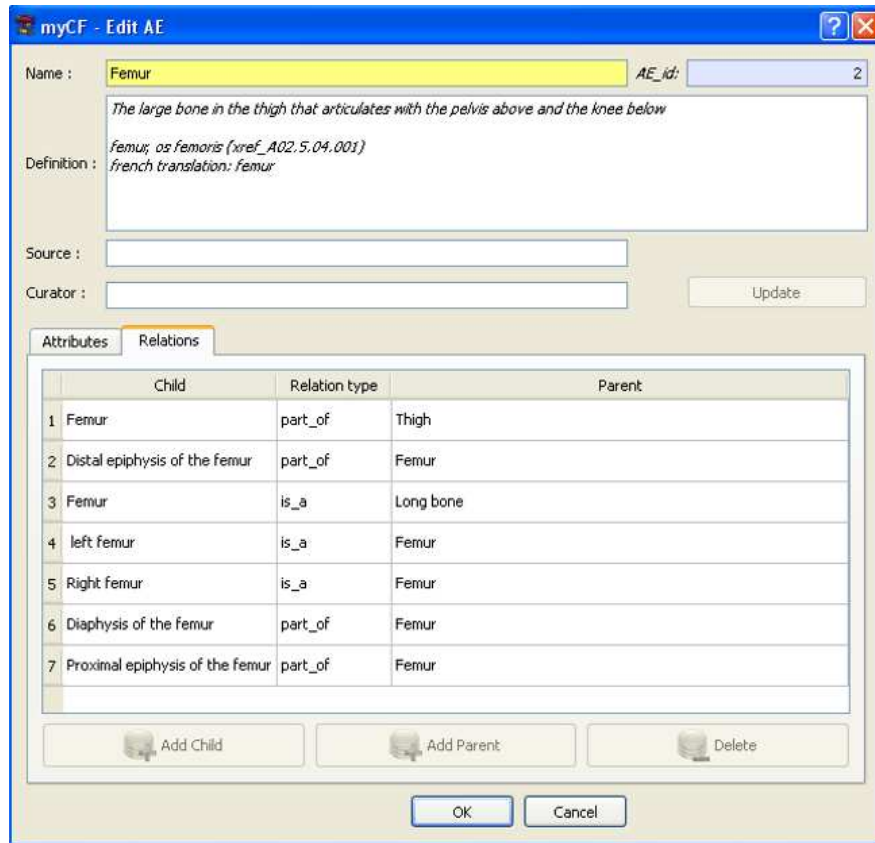 myCF - Edit AE
Name : Femur AE_id: 2
The large bone in the thigh that articulates with the pelvis above and the knee below
femur, os femoris (xref_A02.5.04.001)
Definition : french translation: femur
Source :
Curator : Update
Attributes Relations
Child Relation type Parent
1 Femur part_of Thigh
2 Distal epiphysis of the femur part_of Femur
3 Femur is_a Long bone
4 left femur is_a Femur
5 Right femur is_a Femur
6 Diaphysis of the femur part_of Femur
7 Proximal epiphysis of the femur part_of Femur
Add Child Add Parent Delete
OK Cancel